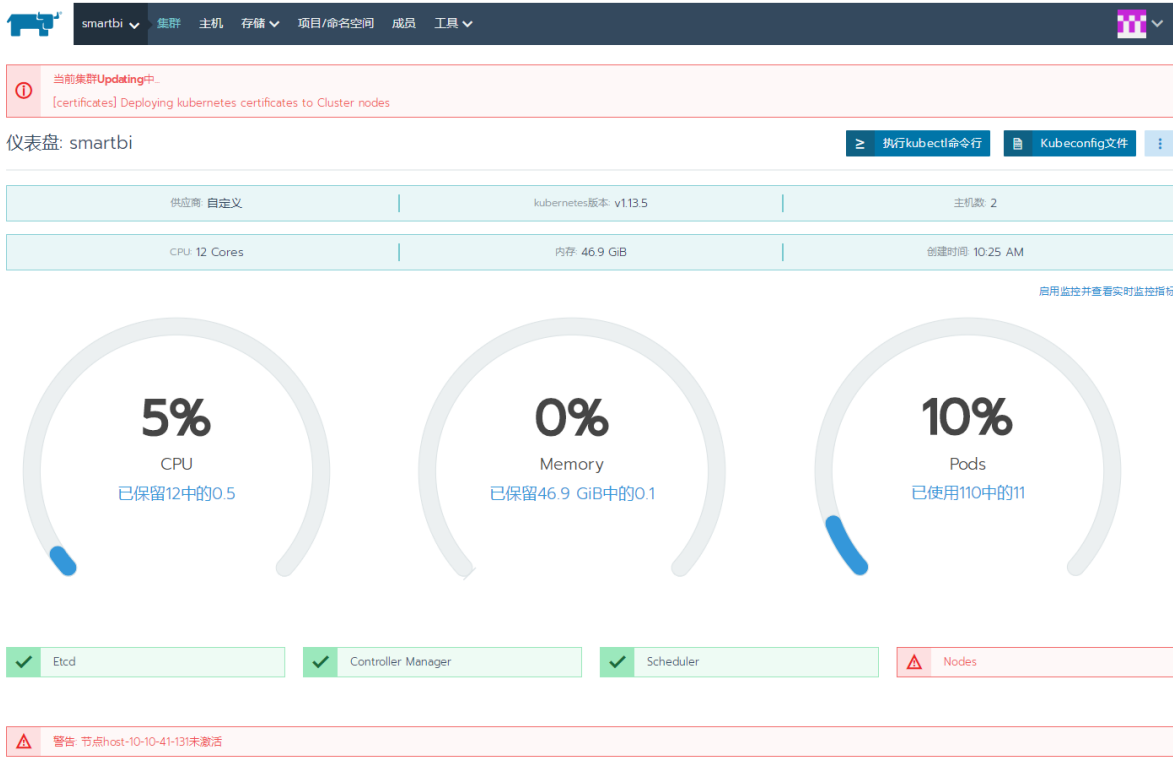 smartbi 集群 主机 存储 项目/命名空间 成员 工具
当前集群Updating中...
[certificates] Deploying kubernetes certificates to Cluster nodes
仪表盘: smartbi
执行kubectl命令行 Kubeconfig文件
供应商: 自定义 kubernetes版本: v1.13.5 主机数: 2
CPU: 12 Cores 内存: 46.9 GiB 创建时间: 10:25 AM
启用监控并查看实时监控指标
5% 0% 10%
CPU Memory Pods
已保留12中的0.5 已保留46.9 GiB中的0.1 已使用110中的11
Etcd Controller Manager Scheduler Nodes
警告: 节点host-10-10-41-131未激活